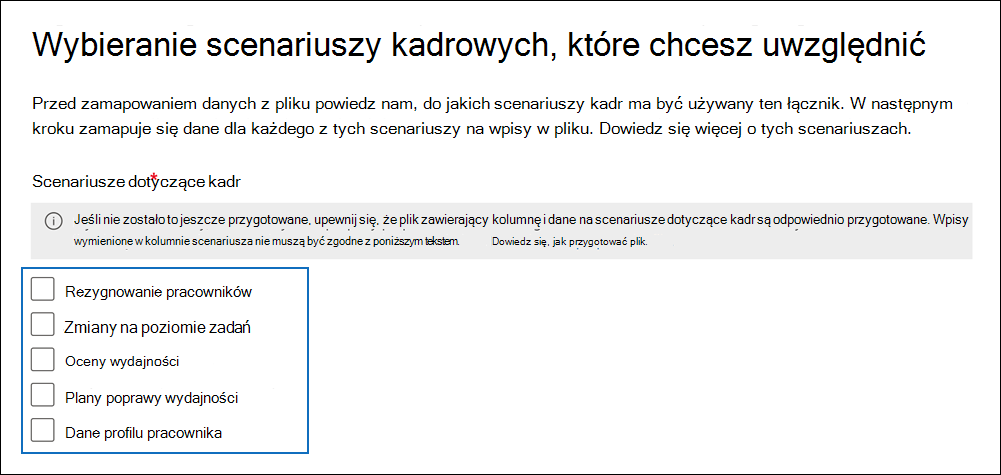 Wybieranie scenariuszy kadrowych, które chcesz uwzględnić
Przed zamapowaniem danych z pliku powiedz nam, do jakich scenariuszy kadr ma być używany ten łącznik. W następnym
kroku zamapuje się dane dla każdego z tych scenariuszy na wpisy w pliku. Dowiedz się więcej o tych scenariuszach.
Scenariusze dotyczące kadr*
Jeśli nie zostało to jeszcze przygotowane, upewnij się, że plik zawierający kolumnę i dane na scenariusze dotyczące kadr są odpowiednio przygotowane. Wpisy
wymienione w kolumnie scenariusza nie muszą być zgodne z poniższym tekstem. Dowiedz się, jak przygotować plik.
Rezygnowanie pracowników
Zmiany na poziomie zadań
Oceny wydajności
Plany poprawy wydajności
Dane profilu pracownika